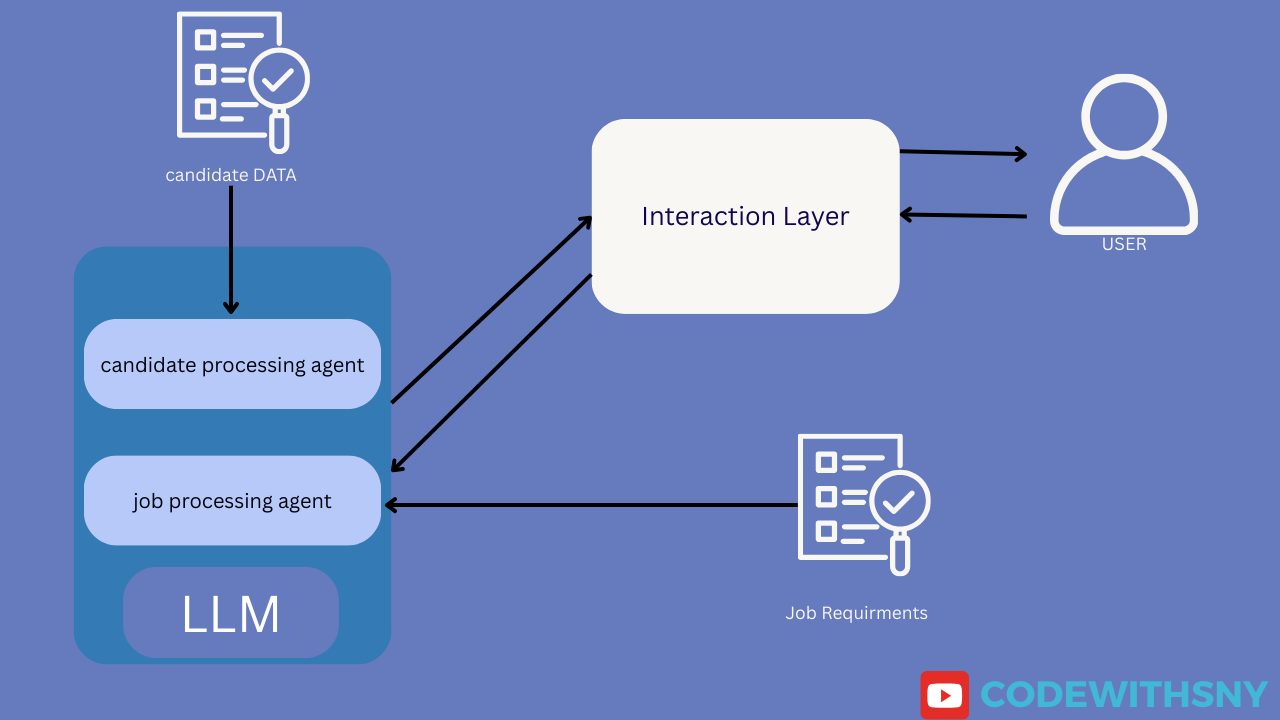 candidate DATA
Interaction Layer
USER
candidate processing agent
job processing agent
LLM
Job Requirments
CODEWITHSNY